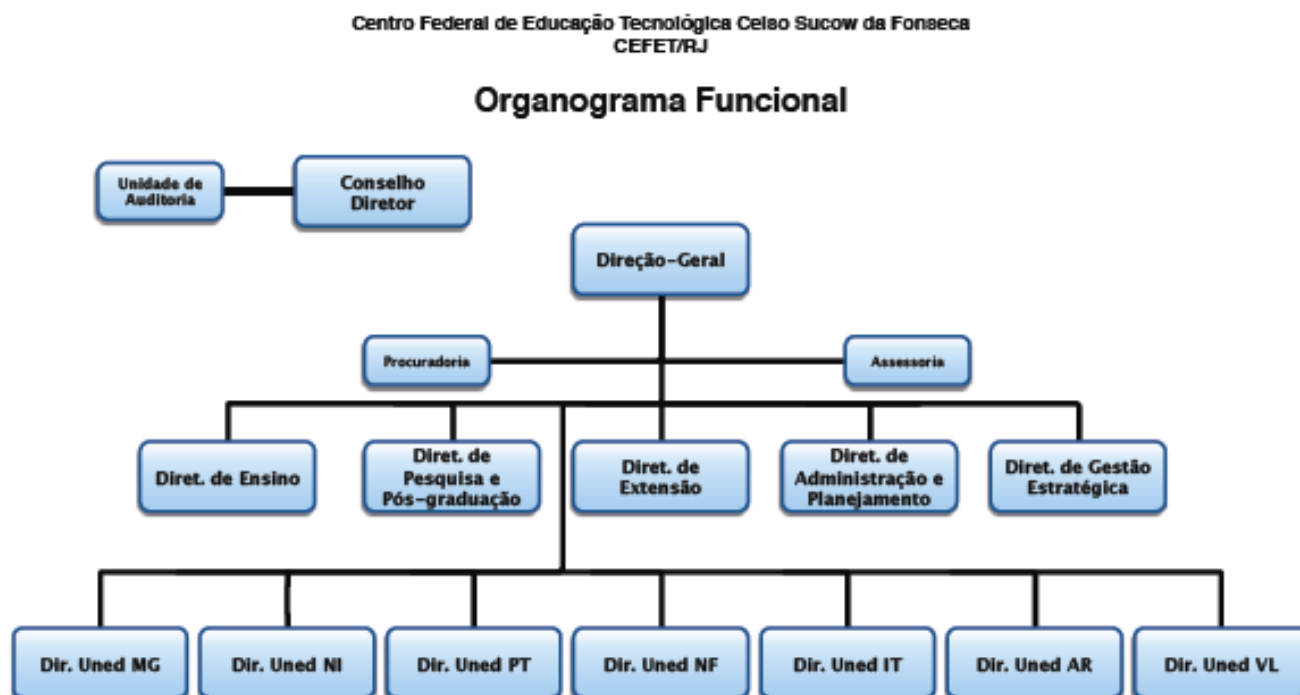 Centro Federal de Educação Tecnológica Celso Sucow da Fonseca
CEFET/RJ
Organograma Funcional
Unidade de
Auditoria
Conselho
Diretor
Direção-Geral
Procuradoria
Assessoria
Diret. de Ensino
Diret. de
Pesquisa e
Pós-graduação
Diret. de
Extensão
Diret. de
Administração e
Planejamento
Diret. de Gestão
Estratégica
Dir. Uned MG
Dir. Uned NI
Dir. Uned PT
Dir. Uned NF
Dir. Uned IT
Dir. Uned AR
Dir. Uned VL